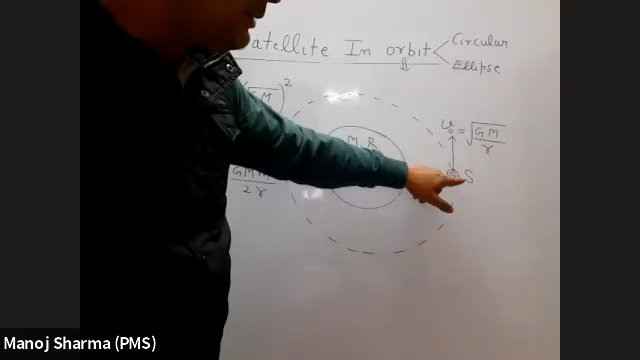 atellite In orbit
Circular
Ellipse
GM )²
M, R
v₀ = √GM/r
S
GMm/2r
Manoj Sharma (PMS)